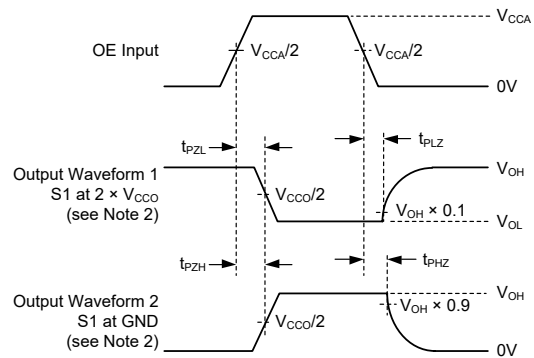 V_CCA
OE Input
V_CCA/2
V_CCA/2
0V
t_PZL
t_PLZ
Output Waveform 1
S1 at 2 × V_CCO
(see Note 2)
V_OH
V_CCO/2
V_OH × 0.1
V_OL
t_PZH
t_PHZ
Output Waveform 2
S1 at GND
(see Note 2)
V_OH
V_OH × 0.9
V_CCO/2
0V